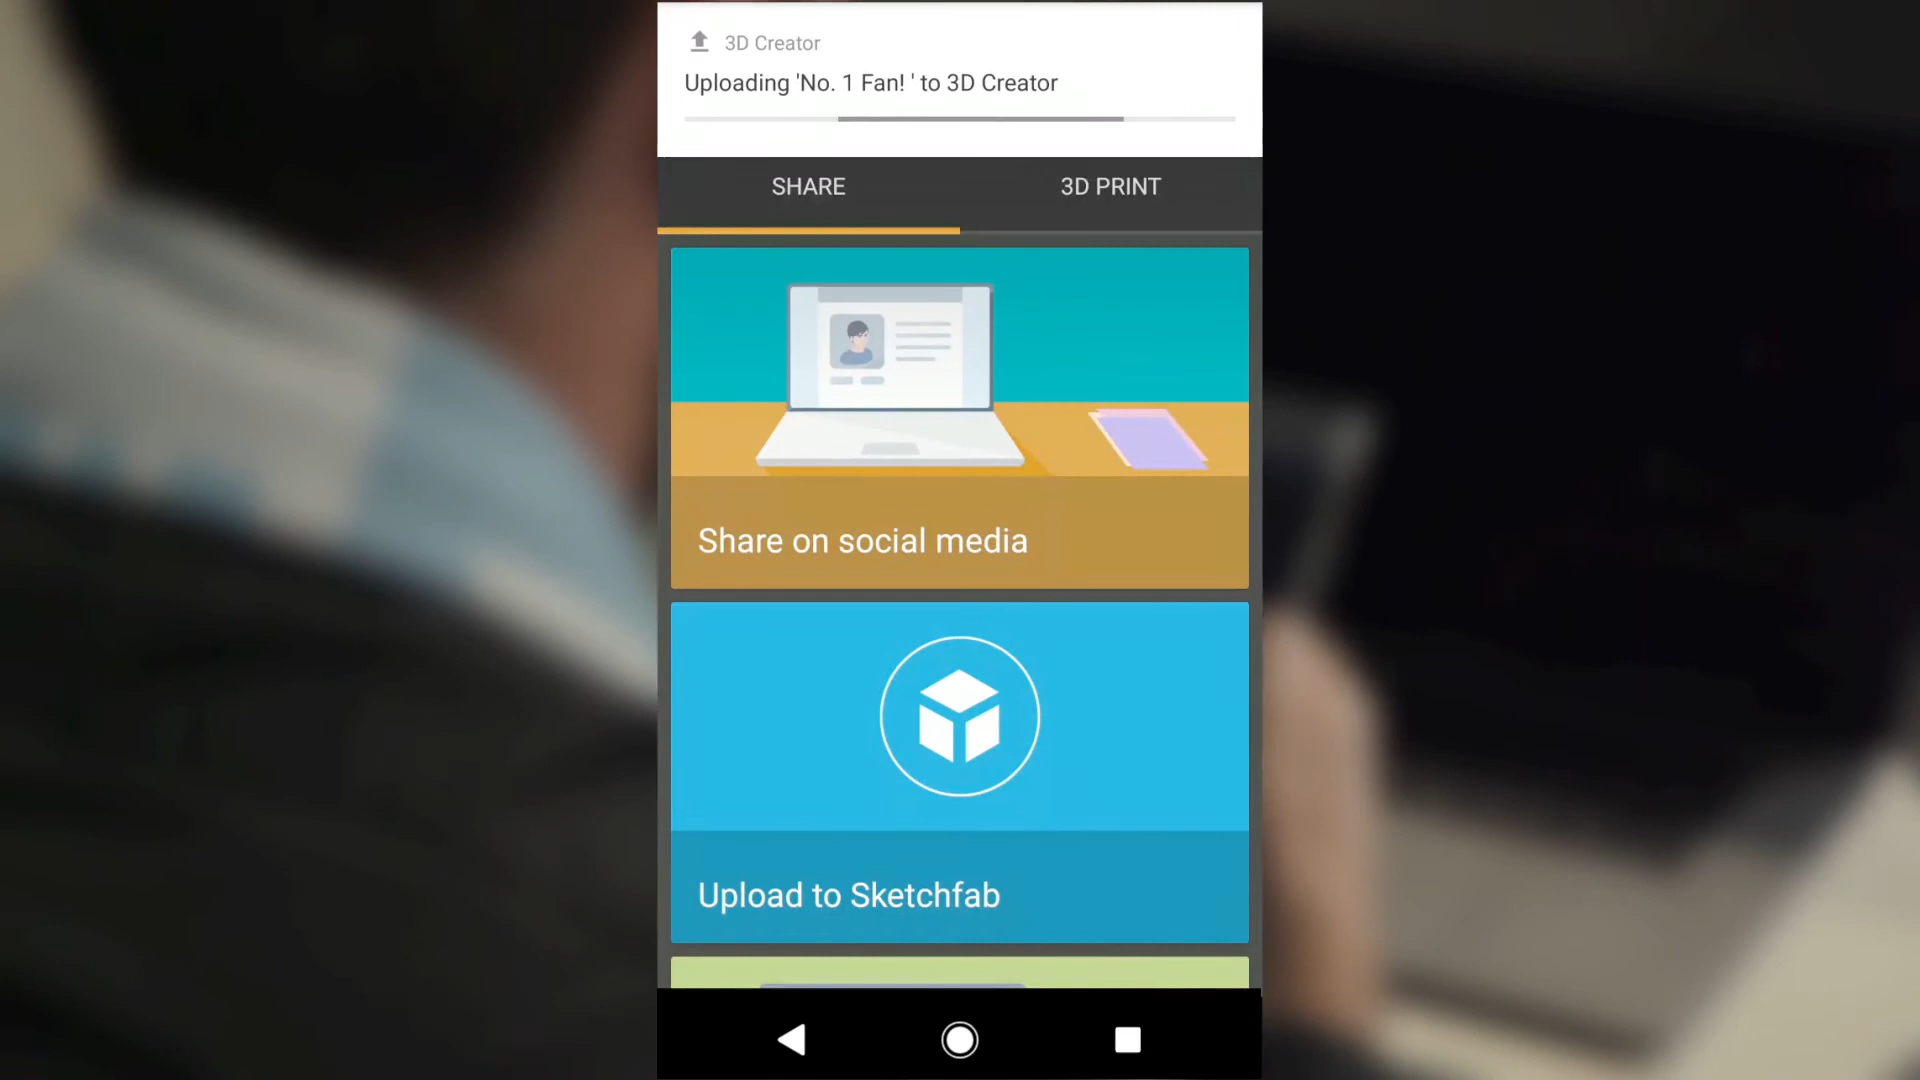 3D Creator
Uploading 'No. 1 Fan! ' to 3D Creator
SHARE
3D PRINT
Share on social media
Upload to Sketchfab